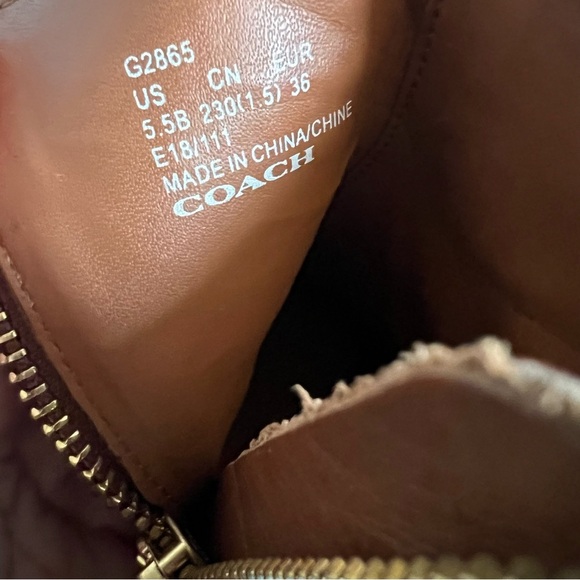 G2865
US CN EUR
5.5B 230(1.5) 36
E18/111
MADE IN CHINA/CHINE
COACH